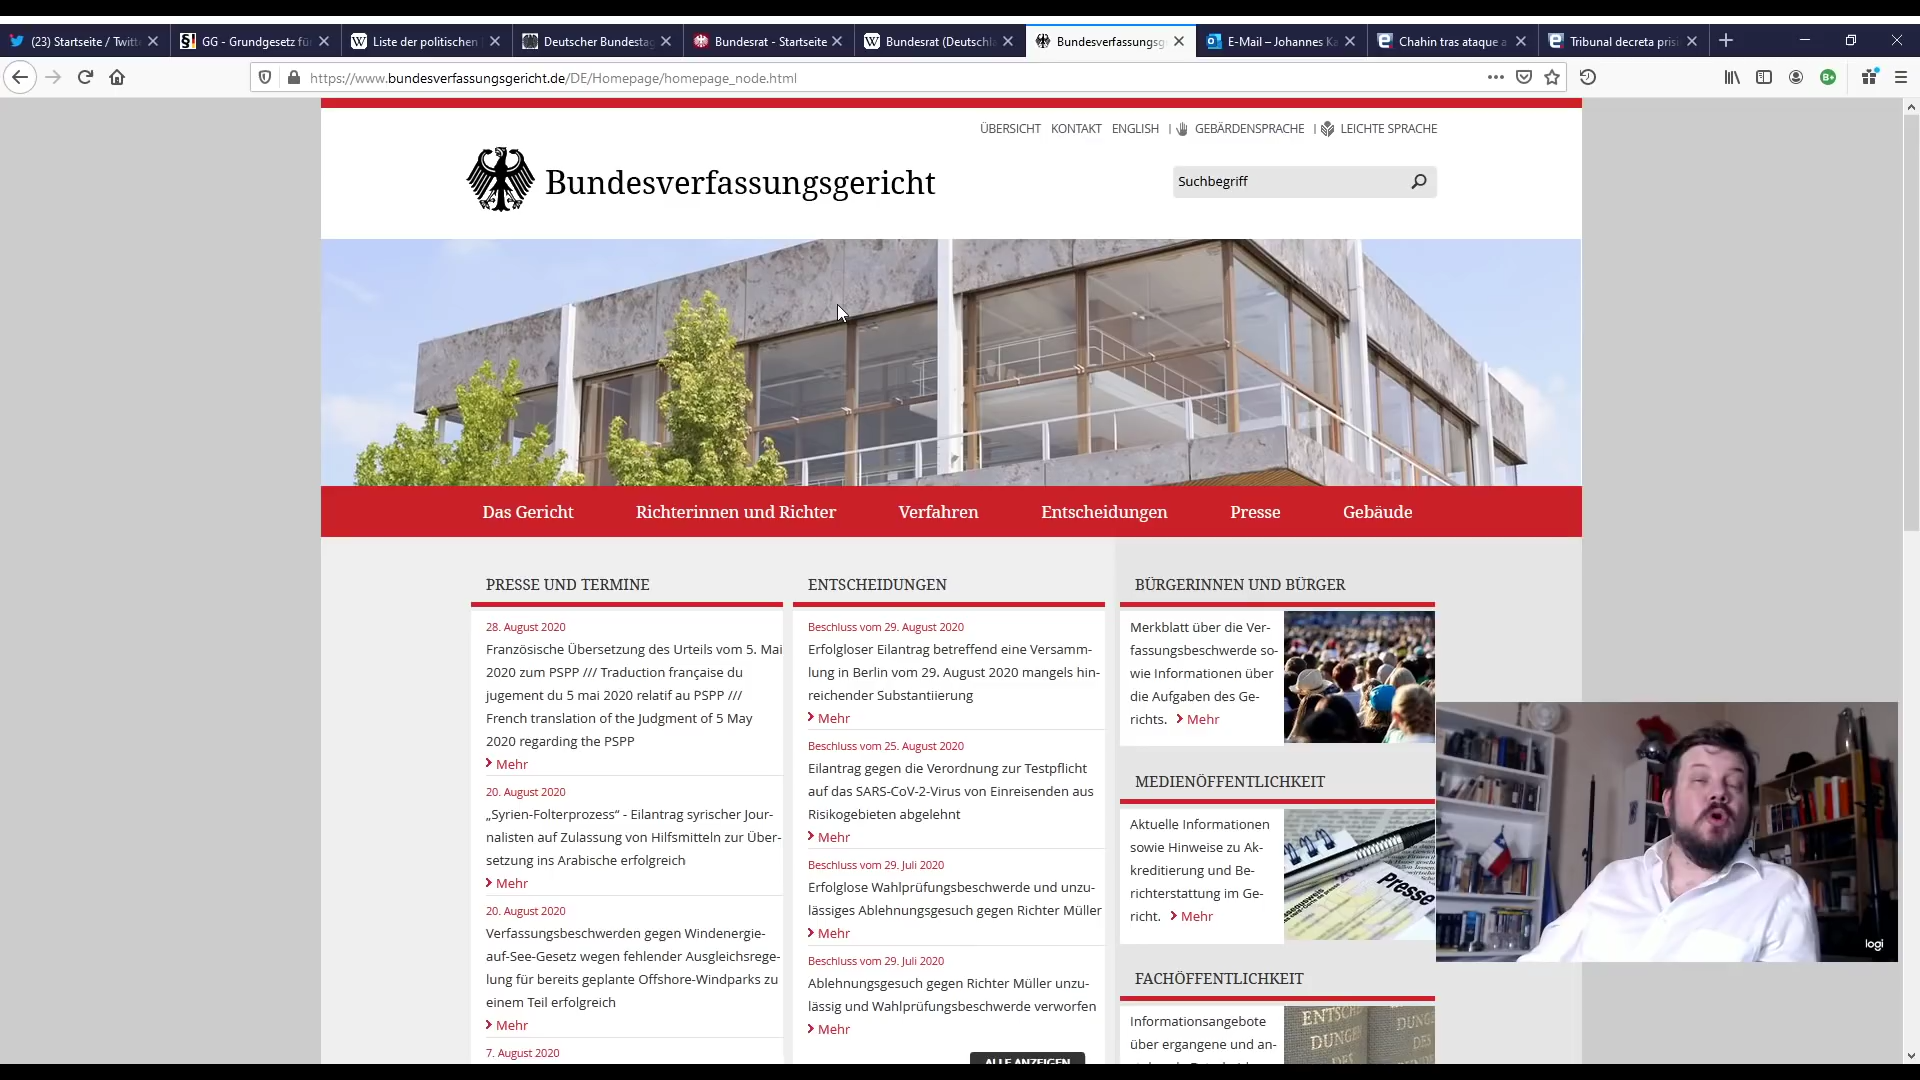 (23) Startseite / Twitt
GG - Grundgesetz fü
Liste der politischen
Deutscher Bundestag
Bundesrat - Startseite
Bundesrat (Deutschla
Bundesverfassungsg
E-Mail – Johannes Ka
Chahin tras ataque a
Tribunal decreta pris
https://www.bundesverfassungsgericht.de/DE/Homepage/homepage_node.html
ÜBERSICHT KONTAKT ENGLISH | GEBÄRDENSPRACHE | LEICHTE SPRACHE
Bundesverfassungsgericht
Suchbegriff
Das Gericht Richterinnen und Richter Verfahren Entscheidungen Presse Gebäude
PRESSE UND TERMINE
28. August 2020
Französische Übersetzung des Urteils vom 5. Mai
2020 zum PSPP /// Traduction française du
jugement du 5 mai 2020 relatif au PSPP ///
French translation of the Judgment of 5 May
2020 regarding the PSPP
Mehr
20. August 2020
„Syrien-Folterprozess“ - Eilantrag syrischer Jour-
nalisten auf Zulassung von Hilfsmitteln zur Über-
setzung ins Arabische erfolgreich
Mehr
20. August 2020
Verfassungsbeschwerden gegen Windenergie-
auf-See-Gesetz wegen fehlender Ausgleichsrege-
lung für bereits geplante Offshore-Windparks zu
einem Teil erfolgreich
Mehr
7. August 2020
ENTSCHEIDUNGEN
Beschluss vom 29. August 2020
Erfolgloser Eilantrag betreffend eine Versamm-
lung in Berlin vom 29. August 2020 mangels hin-
reichender Substantiierung
Mehr
Beschluss vom 25. August 2020
Eilantrag gegen die Verordnung zur Testpflicht
auf das SARS-CoV-2-Virus von Einreisenden aus
Risikogebieten abgelehnt
Mehr
Beschluss vom 29. Juli 2020
Erfolglose Wahlprüfungsbeschwerde und unzu-
lässiges Ablehnungsgesuch gegen Richter Müller
Mehr
Beschluss vom 29. Juli 2020
Ablehnungsgesuch gegen Richter Müller unzu-
lässig und Wahlprüfungsbeschwerde verworfen
Mehr
ALLE ANZEIGEN
BÜRGERINNEN UND BÜRGER
Merkblatt über die Ver-
fassungsbeschwerde so-
wie Informationen über
die Aufgaben des Ge-
richts. Mehr
MEDIENÖFFENTLICHKEIT
Aktuelle Informationen
sowie Hinweise zu Ak-
kreditierung und Be-
richterstattung im Ge-
richt. Mehr
Presse
FACHÖFFENTLICHKEIT
Informationsangebote
über ergangene und an-
ENTSCHEI
DUNGEN
DES
DUNG
DES
logi